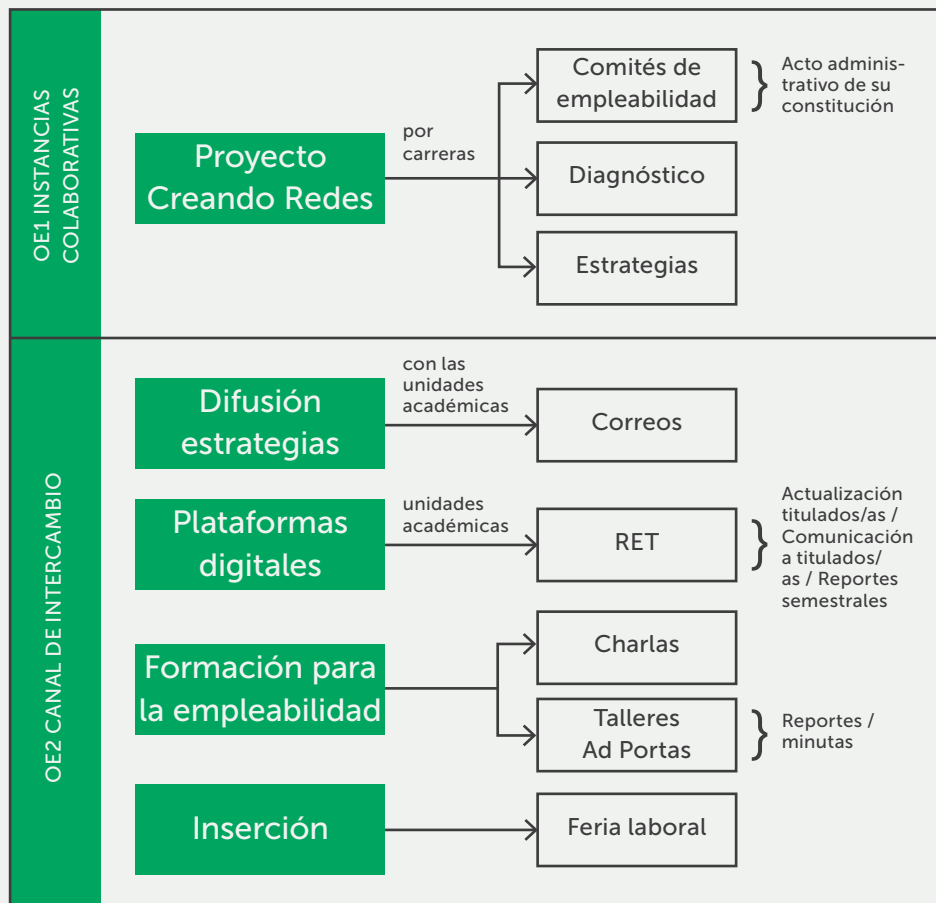 OE1 INSTANCIAS
COLABORATIVAS
Proyecto
Creando Redes
por
carreras
Comités de
empleabilidad
Acto adminis-
trativo de su
constitución
Diagnóstico
Estrategias
OE2 CANAL DE INTERCAMBIO
Difusión
estrategias
con las
unidades
académicas
Correos
Plataformas
digitales
unidades
académicas
RET
Actualización
titulados/as /
Comunicación
a titulados/
as / Reportes
semestrales
Formación para
la empleabilidad
Charlas
Talleres
Ad Portas
Reportes /
minutas
Inserción
Feria laboral